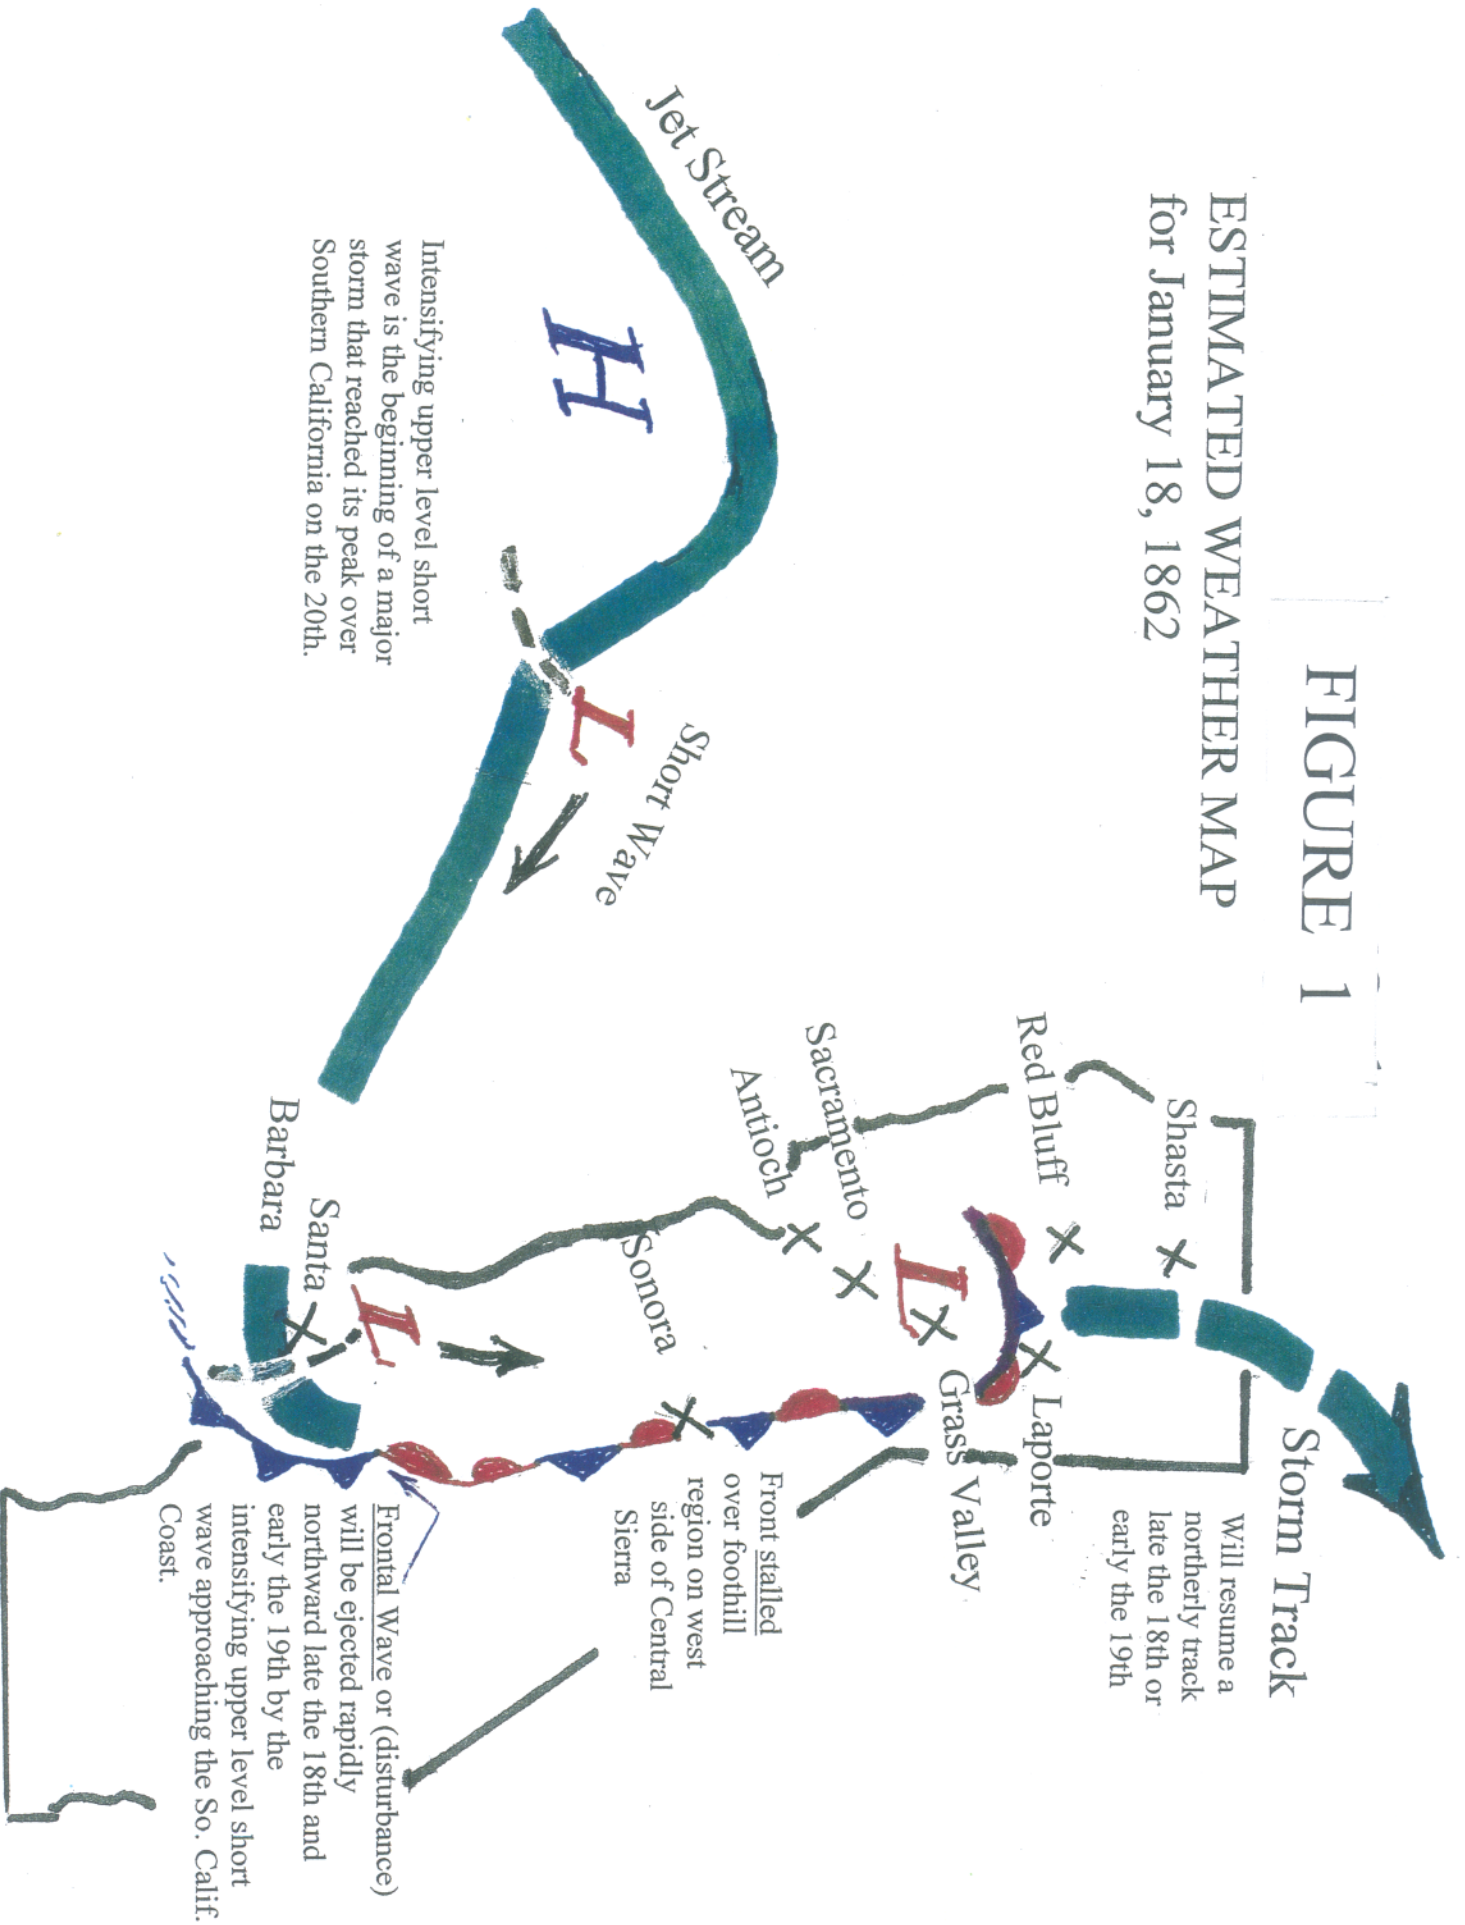 FIGURE 1
ESTIMATED WEATHER MAP
for January 18, 1862
Jet Stream
H
Intensifying upper level short
wave is the beginning of a major
storm that reached its peak over
Southern California on the 20th.
L
Short Wave
Storm Track
Will resume a
northerly track
late the 18th or
early the 19th
Shasta
Red Bluff
Laporte
L
Grass Valley
Sacramento
Antioch
Sonora
Front stalled
over foothill
region on west
side of Central
Sierra
L
Santa
Barbara
Frontal Wave or (disturbance)
will be ejected rapidly
northward late the 18th and
early the 19th by the
intensifying upper level short
wave approaching the So. Calif.
Coast.